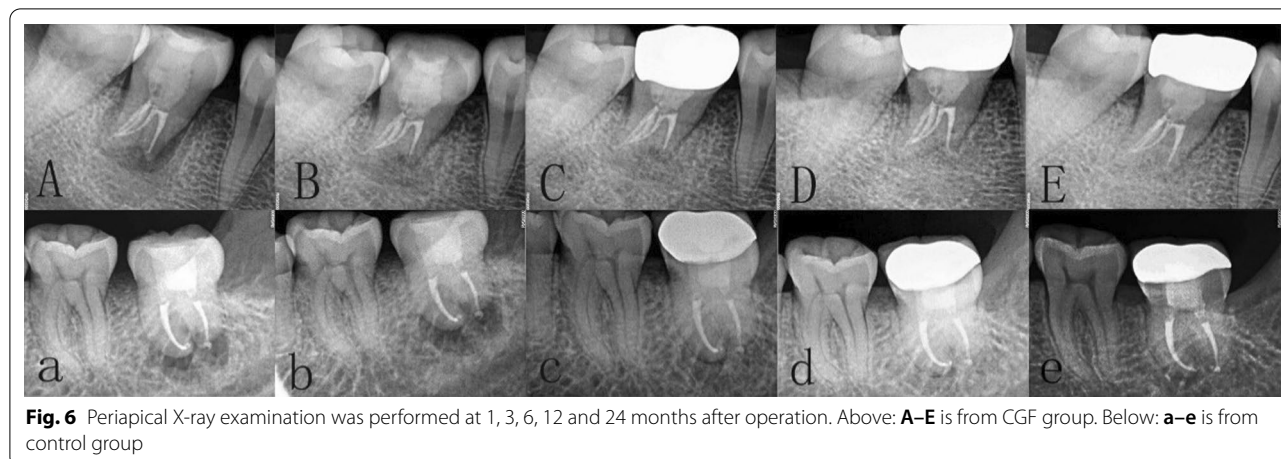 A B C D E
a b c d e
Fig. 6 Periapical X-ray examination was performed at 1, 3, 6, 12 and 24 months after operation. Above: A–E is from CGF group. Below: a–e is from
control group